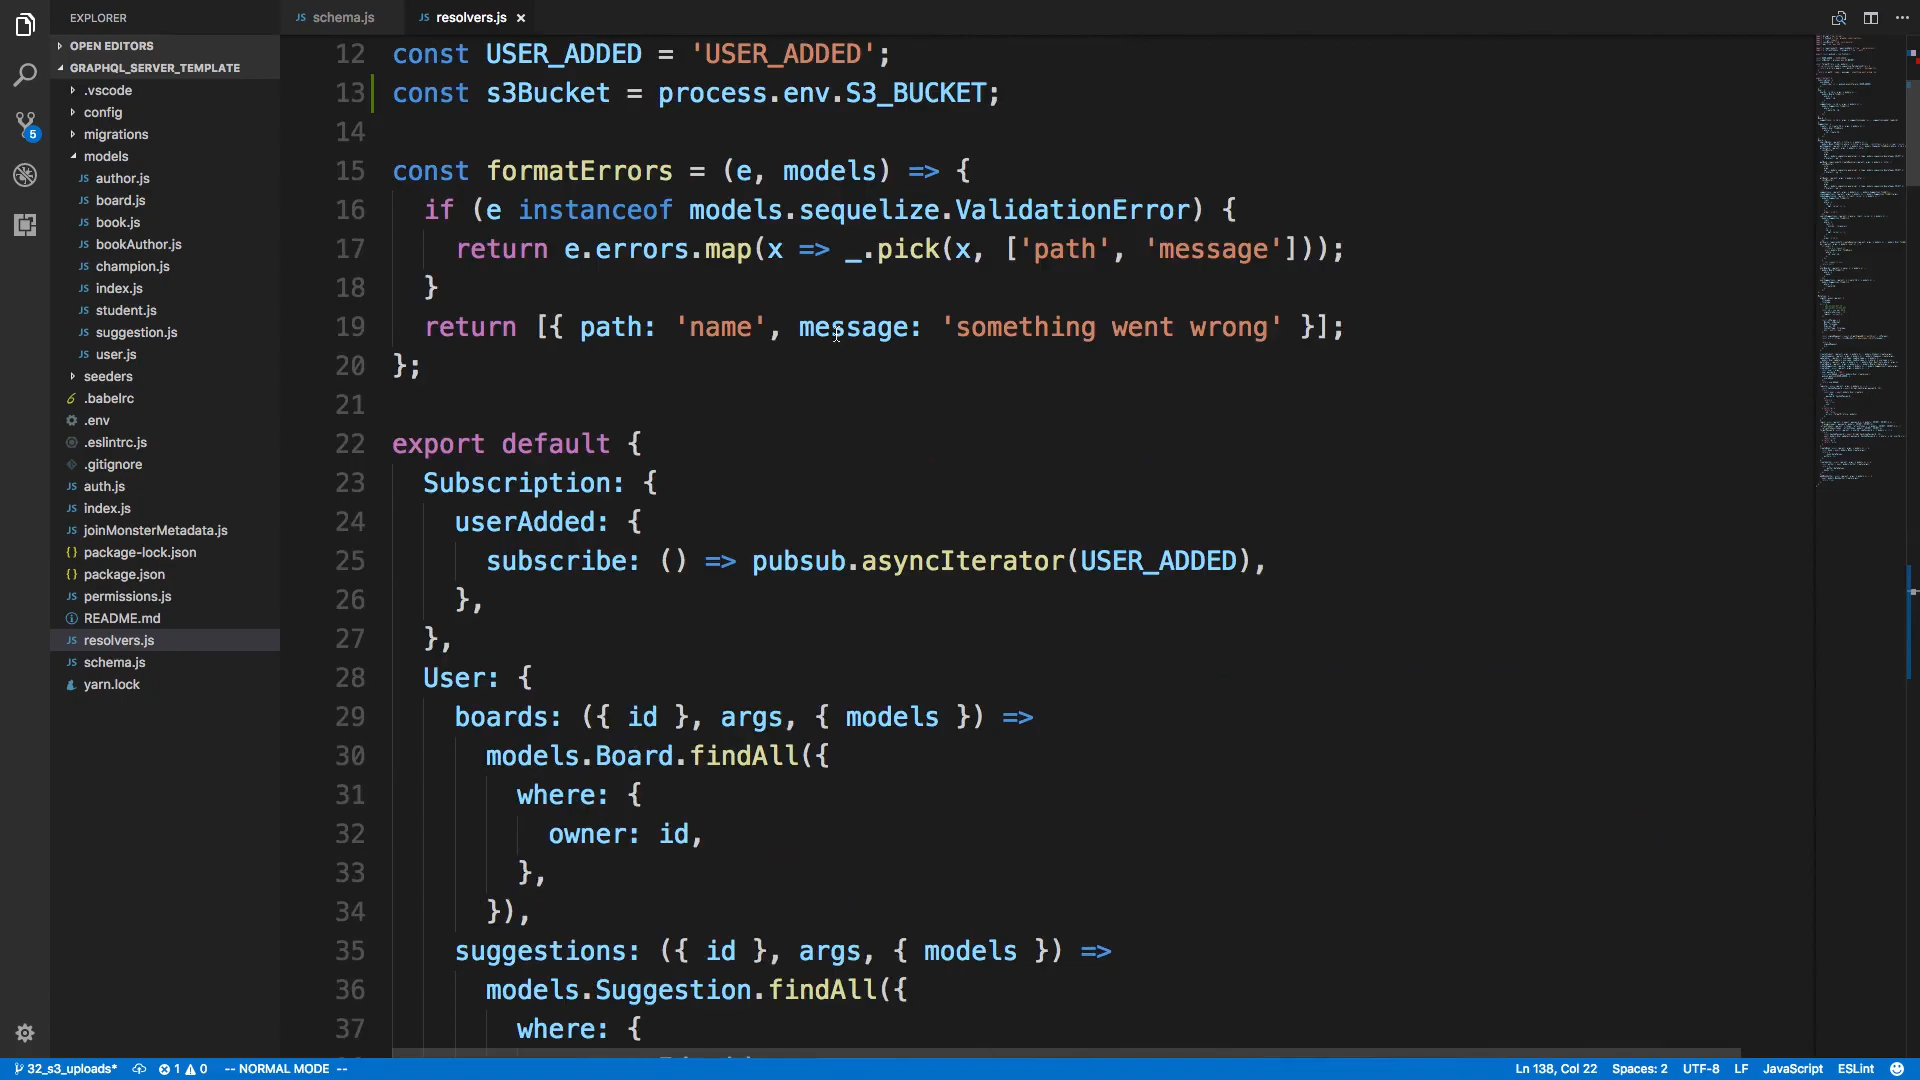 EXPLORER
OPEN EDITORS
GRAPHQL_SERVER_TEMPLATE
.vscode
config
migrations
models
JS author.js
JS board.js
JS book.js
JS bookAuthor.js
JS champion.js
JS index.js
JS student.js
JS suggestion.js
JS user.js
seeders
.babelrc
.env
.eslintrc.js
.gitignore
JS auth.js
JS index.js
JS joinMonsterMetadata.js
{} package-lock.json
{} package.json
JS permissions.js
README.md
JS resolvers.js
JS schema.js
yarn.lock
5
JS schema.js
JS resolvers.js ×
12 const USER_ADDED = 'USER_ADDED';
13 const s3Bucket = process.env.S3_BUCKET;
14
15 const formatErrors = (e, models) => {
16   if (e instanceof models.sequelize.ValidationError) {
17     return e.errors.map(x => _.pick(x, ['path', 'message']));
18   }
19   return [{ path: 'name', message: 'something went wrong' }];
20 };
21
22 export default {
23   Subscription: {
24     userAdded: {
25       subscribe: () => pubsub.asyncIterator(USER_ADDED),
26     },
27   },
28   User: {
29     boards: ({ id }, args, { models }) =>
30       models.Board.findAll({
31         where: {
32           owner: id,
33         },
34       }),
35     suggestions: ({ id }, args, { models }) =>
36       models.Suggestion.findAll({
37         where: {
32_s3_uploads* 1 0 -- NORMAL MODE -- Ln 138, Col 22 Spaces: 2 UTF-8 LF JavaScript ESLint